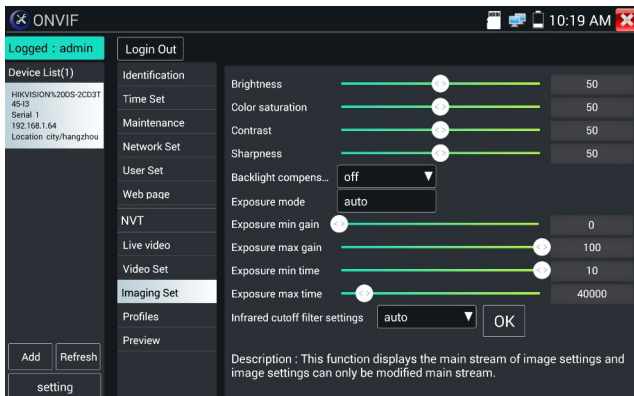 ONVIF
10:19 AM
Logged : admin
Login Out
Device List(1)
HIKVISION%20DS-2CD3T
45-I3
Serial 1
192.168.1.64
Location city/hangzhou
Add
Refresh
setting
Identification
Time Set
Maintenance
Network Set
User Set
Web page
NVT
Live video
Video Set
Imaging Set
Profiles
Preview
Brightness 50
Color saturation 50
Contrast 50
Sharpness 50
Backlight compens... off
Exposure mode auto
Exposure min gain 0
Exposure max gain 100
Exposure min time 10
Exposure max time 40000
Infrared cutoff filter settings auto OK
Description : This function displays the main stream of image settings and
image settings can only be modified main stream.